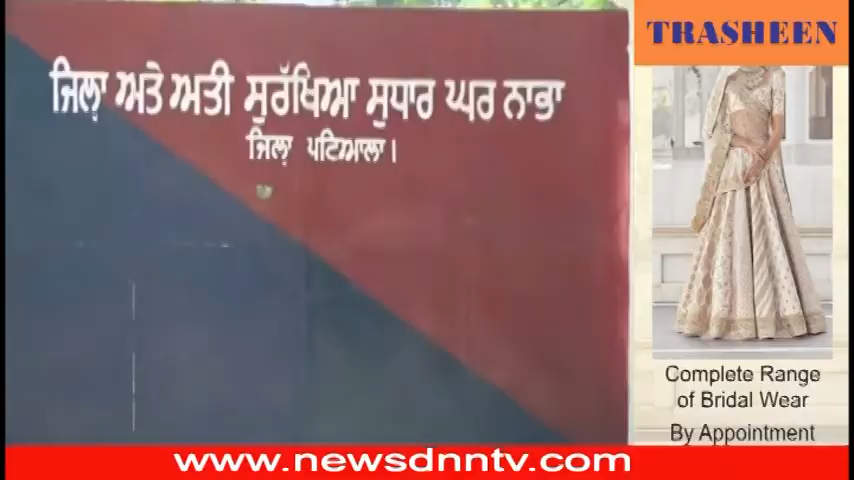 ਜਿਲ੍ਹਾ ਅਤੇ ਅਤੀ ਸੁਰੱਖਿਆ ਸੁਧਾਰ ਘਰ ਨਾਭਾ
ਜਿਲ੍ਹਾ ਪਟਿਆਲਾ।
TRASHEEN
Complete Range
of Bridal Wear
By Appointment
www.newsdnntv.com